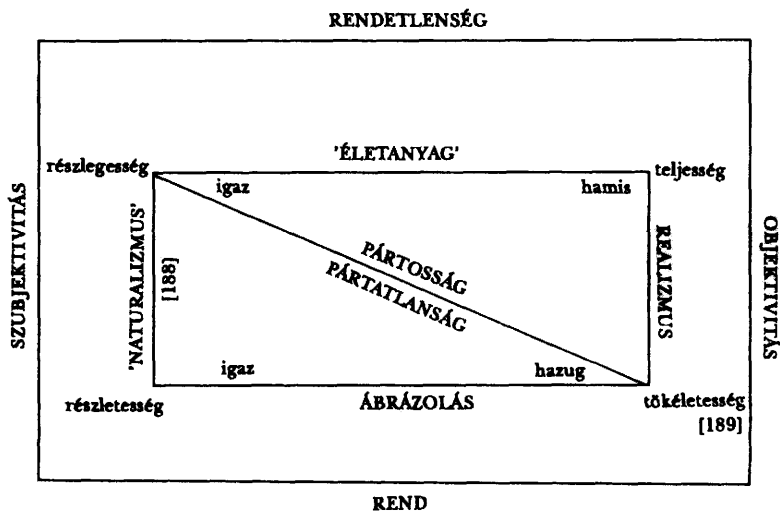 RENDETLENSÉG
'ÉLETANYAG'
részlegesség
teljesség
igaz
hamis
SZUBJEKTIVITÁS
'NATURALIZMUS'
[188]
PÁRTOSSÁG
PÁRTATLANSÁG
REALIZMUS
OBJEKTIVITÁS
igaz
hazug
részletesség
ÁBRÁZOLÁS
tökéletesség
[189]
REND